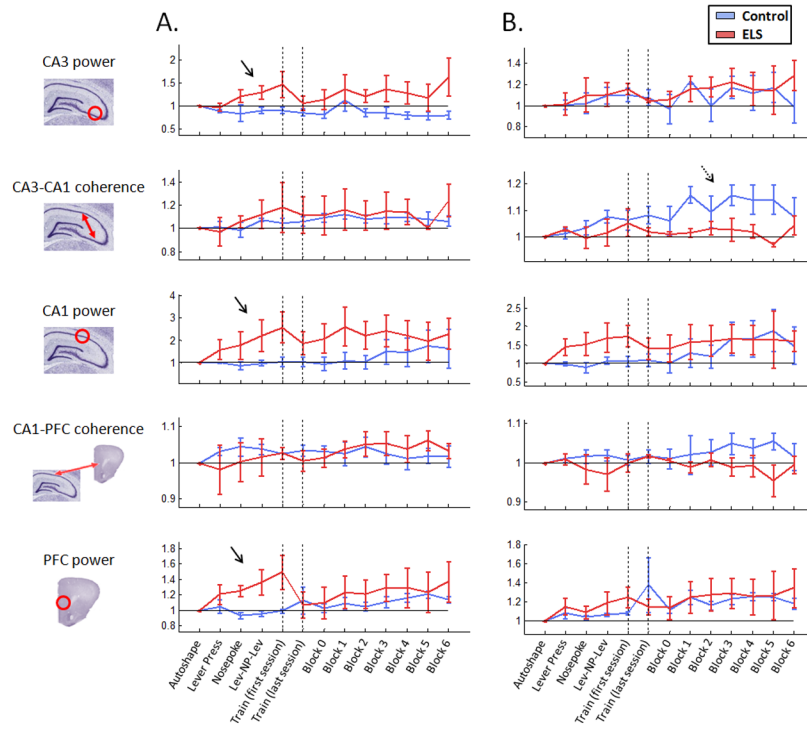 A.
B.
Control
ELS
CA3 power
2
1.5
1
0.5
1.4
1.2
1
0.8
CA3-CA1 coherence
1.4
1.2
1
0.8
1.2
1.1
1
CA1 power
4
3
2
1
2.5
2
1.5
1
0.5
CA1-PFC coherence
1.1
1
0.9
1.1
1
0.9
PFC power
1.8
1.6
1.4
1.2
1
0.8
1.8
1.6
1.4
1.2
1
Autoshape
Lever Press
Nosepoke
Lev-NP-Lev
Train (first session)
Train (last session)
Block 0
Block 1
Block 2
Block 3
Block 4
Block 5
Block 6
Autoshape
Lever Press
Nosepoke
Lev-NP-Lev
Train (first session)
Train (last session)
Block 0
Block 1
Block 2
Block 3
Block 4
Block 5
Block 6